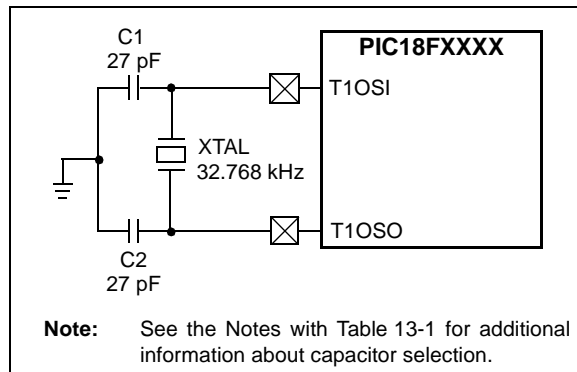 C1
27 pF
PIC18FXXXX
T1OSI
XTAL
32.768 kHz
T1OSO
C2
27 pF
Note: See the Notes with Table 13-1 for additional
information about capacitor selection.